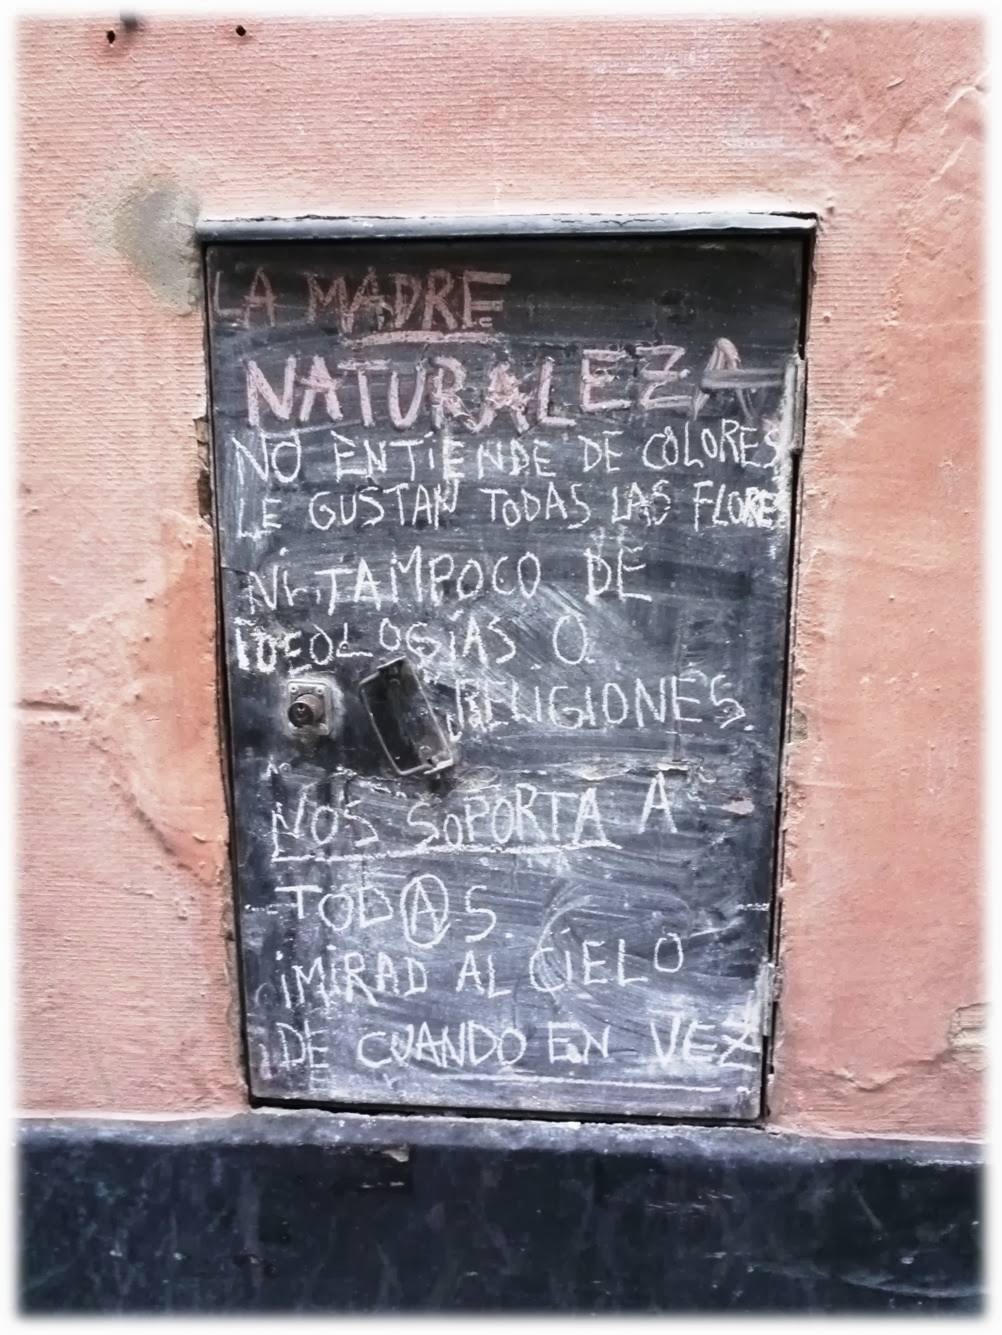 LA MADRE
NATURALEZA
NO ENTIENDE DE COLORES
LE GUSTAN TODAS LAS FLORES
NI TAMPOCO DE
IDEOLOGÍAS O
RELIGIONES
NOS SOPORTA A
TOD@S
¡MIRAD AL CIELO
DE CUANDO EN VEZ